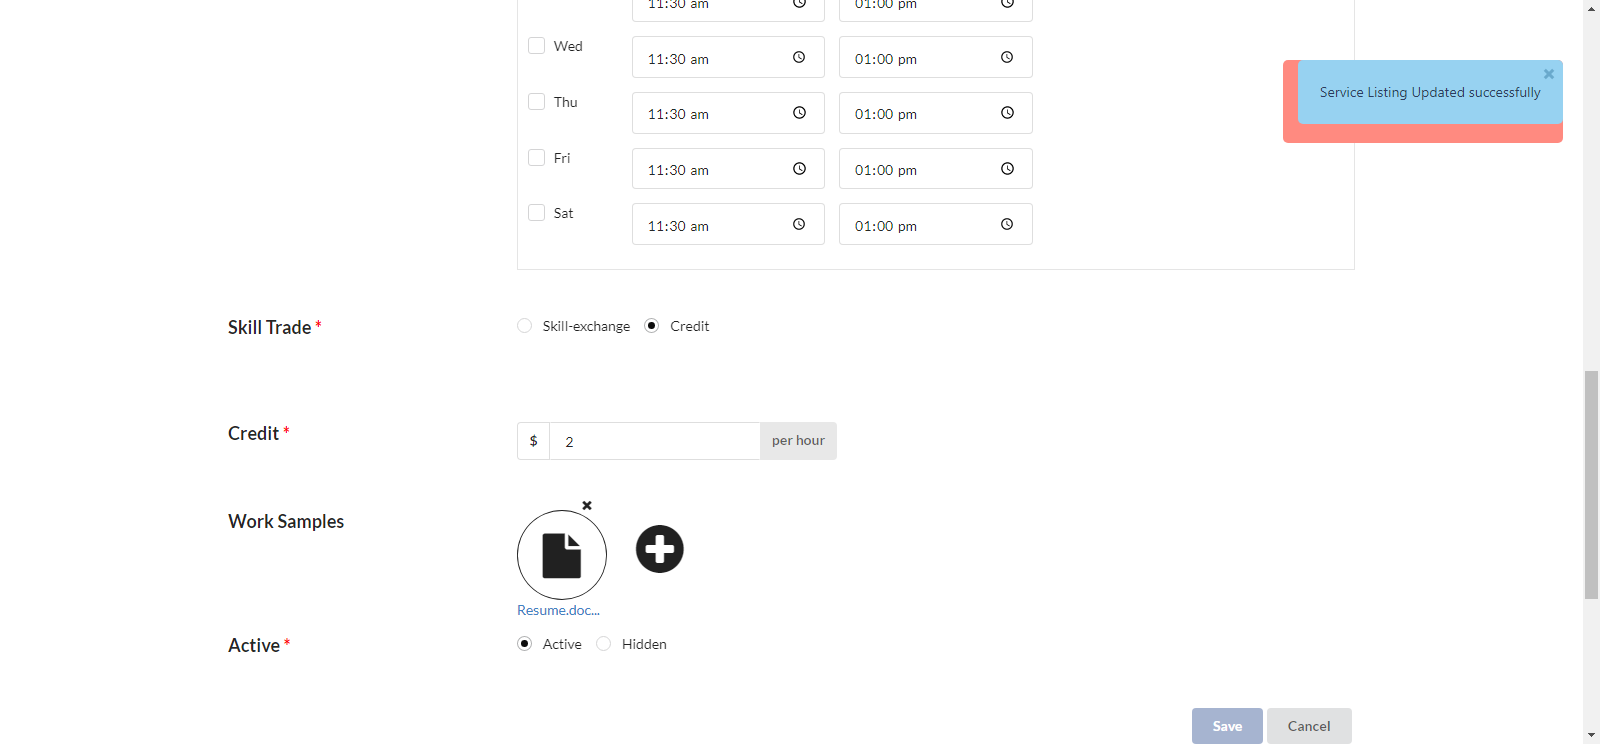 11:30 am 01:00 pm
Wed 11:30 am 01:00 pm
Service Listing Updated successfully
Thu 11:30 am 01:00 pm
Fri 11:30 am 01:00 pm
Sat 11:30 am 01:00 pm
Skill Trade * Skill-exchange Credit
Credit * $ 2 per hour
Work Samples
Resume.doc...
Active * Active Hidden
Save Cancel